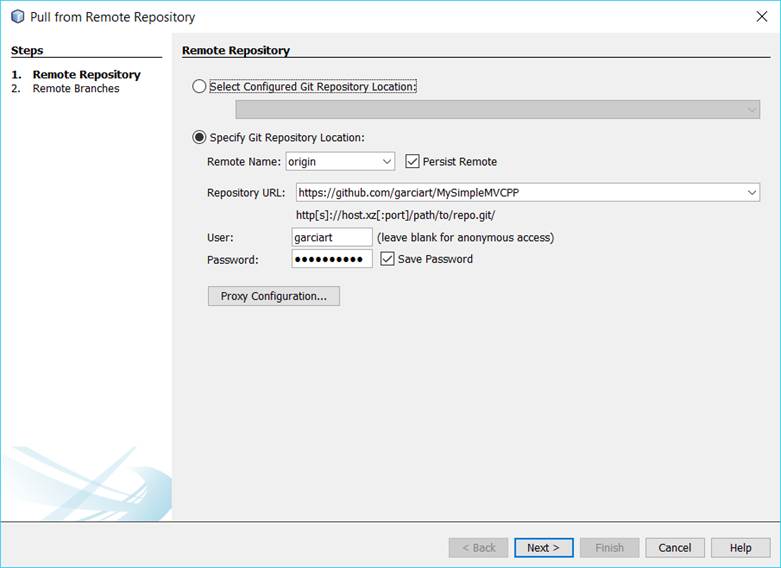 Pull from Remote Repository
Steps
1. Remote Repository
2. Remote Branches
Remote Repository
Select Configured Git Repository Location:
Specify Git Repository Location:
Remote Name: origin Persist Remote
Repository URL: https://github.com/garciart/MySimpleMVCPP
http[s]://host.xz[:port]/path/to/repo.git/
User: garciart (leave blank for anonymous access)
Password: ●●●●●●●●●● Save Password
Proxy Configuration...
< Back Next > Finish Cancel Help